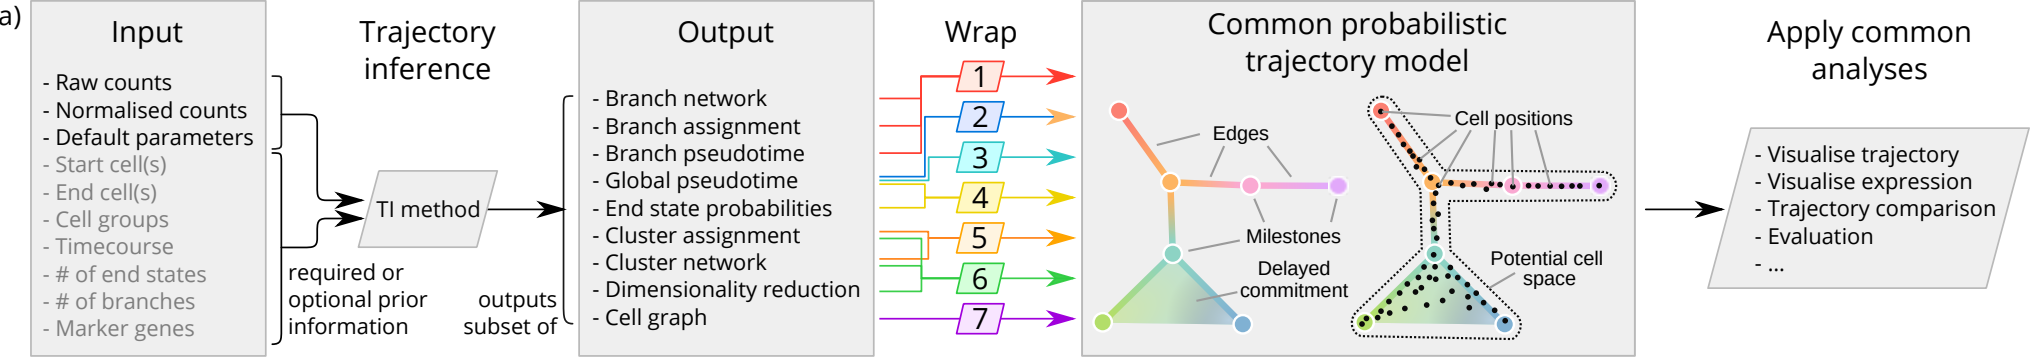 a)
Input
- Raw counts
- Normalised counts
- Default parameters
- Start cell(s)
- End cell(s)
- Cell groups
- Timecourse
- # of end states
- # of branches
- Marker genes
Trajectory
inference
required or
optional prior
information
TI method
outputs
subset of
Output
- Branch network
- Branch assignment
- Branch pseudotime
- Global pseudotime
- End state probabilities
- Cluster assignment
- Cluster network
- Dimensionality reduction
- Cell graph
Wrap
1
2
3
4
5
6
7
Common probabilistic
trajectory model
Edges
Milestones
Delayed
commitment
Cell positions
Potential cell
space
Apply common
analyses
- Visualise trajectory
- Visualise expression
- Trajectory comparison
- Evaluation
- ...